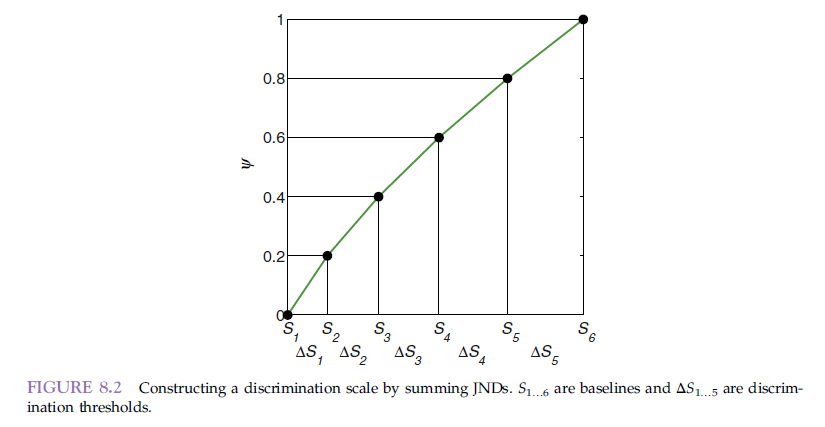 1
0.8
0.6
ψ
0.4
0.2
0
S1 S2 S3 S4 S5 S6
ΔS1 ΔS2 ΔS3 ΔS4 ΔS5
FIGURE 8.2 Constructing a discrimination scale by summing JNDs. S1…6 are baselines and ΔS1…5 are discrim-
ination thresholds.